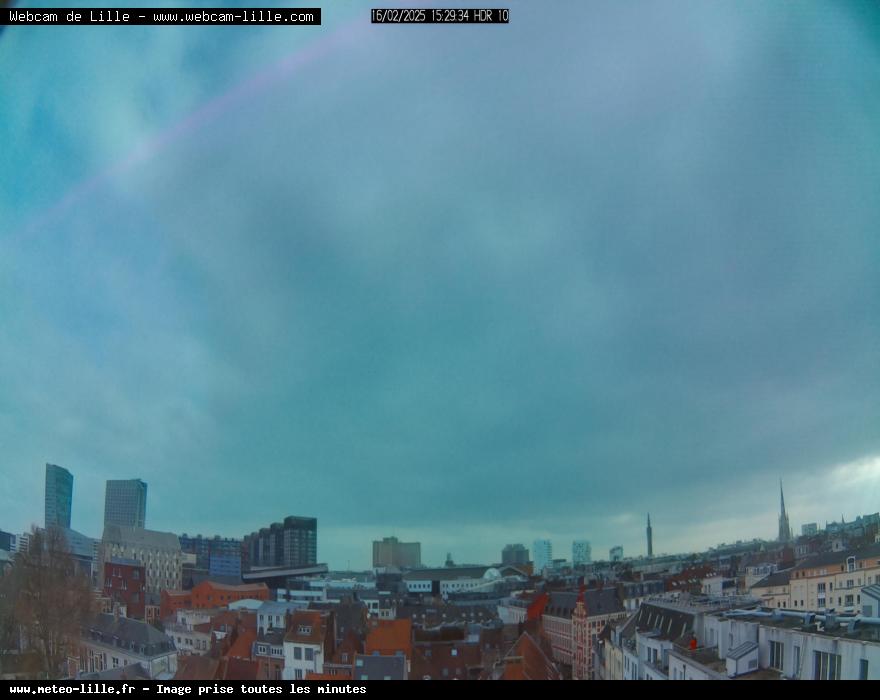 Webcam de Lille - www.webcam-lille.com
16/02/2025 15:29:34 HDR 10
www.meteo-lille.fr - Image prise toutes les minutes